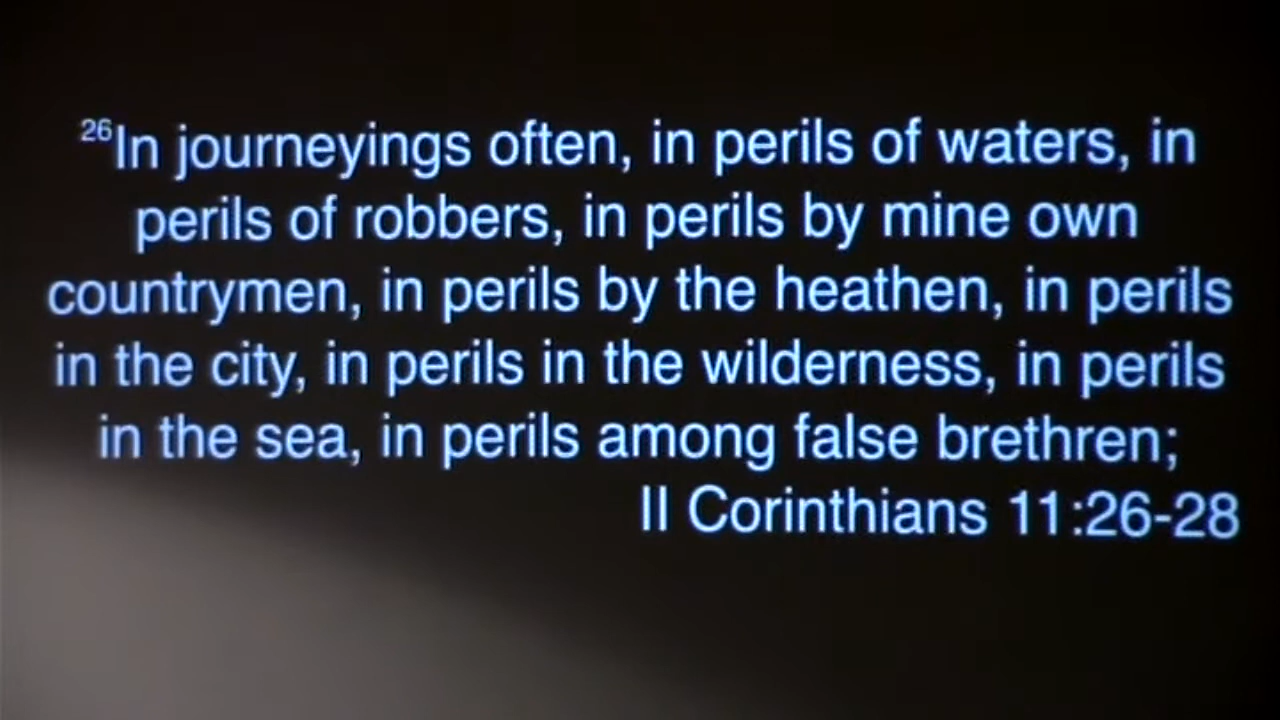 26In journeyings often, in perils of waters, in
perils of robbers, in perils by mine own
countrymen, in perils by the heathen, in perils
in the city, in perils in the wilderness, in perils
in the sea, in perils among false brethren;
II Corinthians 11:26-28